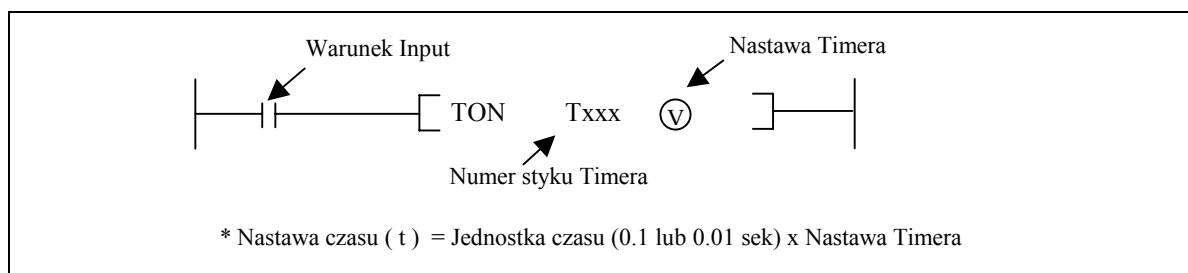 Nastawa Timera
Warunek Input
TON Txxx V
Numer styku Timera
* Nastawa czasu ( t ) = Jednostka czasu (0.1 lub 0.01 sek) x Nastawa Timera